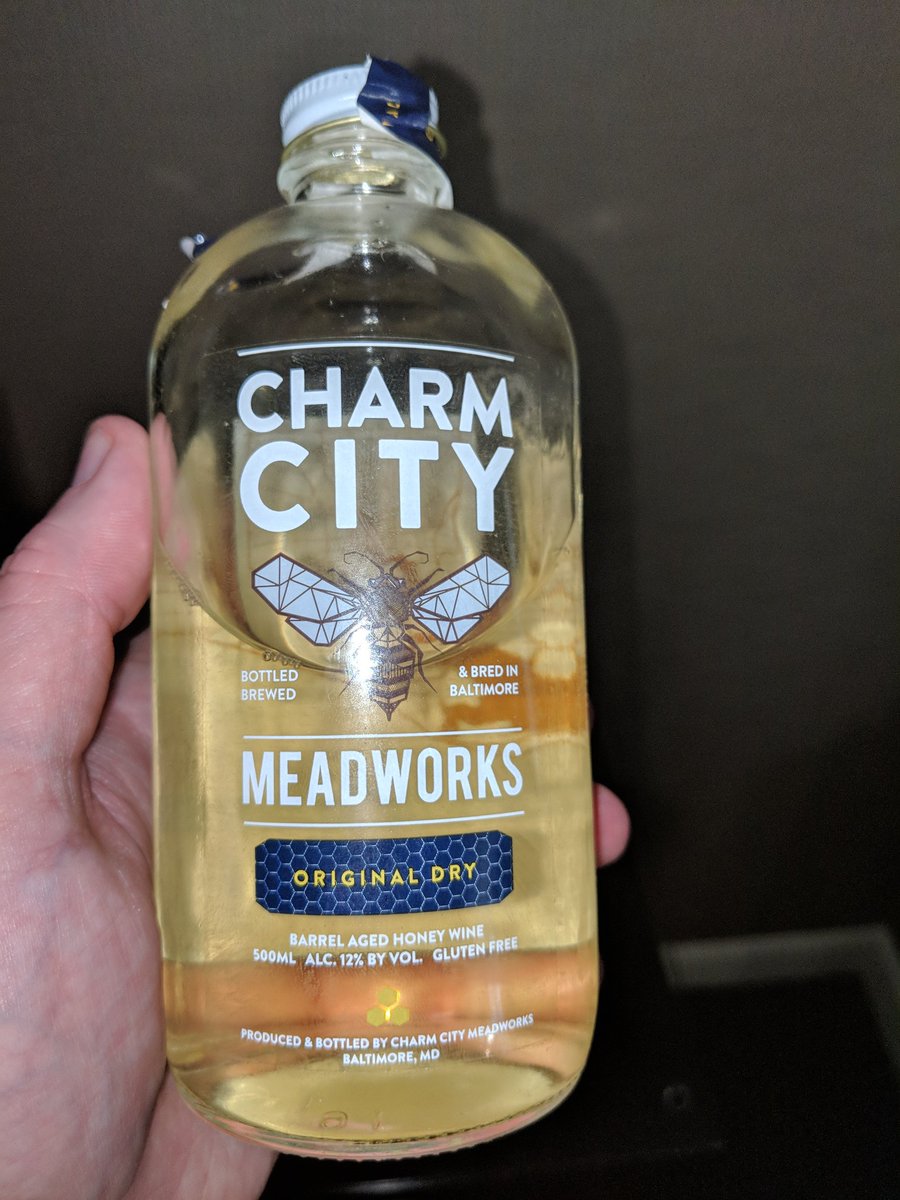 CHARM
CITY
BOTTLED & BRED IN
BREWED BALTIMORE
MEADWORKS
ORIGINAL DRY
BARREL AGED HONEY WINE
500ML ALC. 12% BY VOL. GLUTEN FREE
PRODUCED & BOTTLED BY CHARM CITY MEADWORKS
BALTIMORE, MD